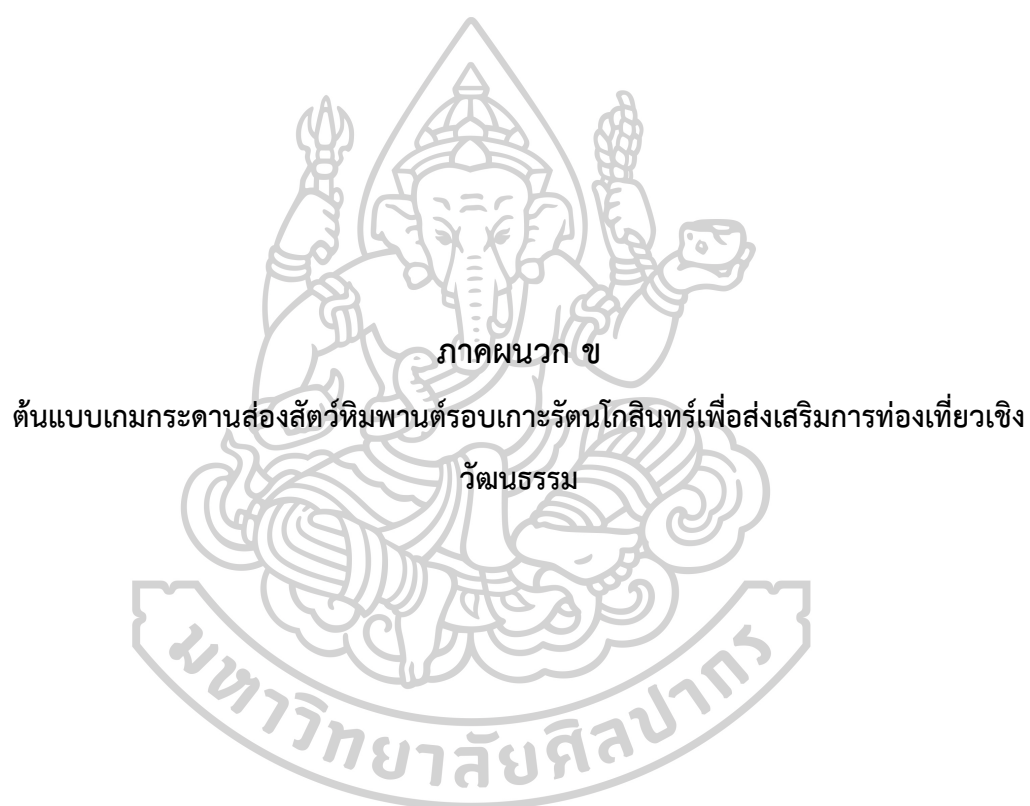 ภาคผนวก ข
ต้นแบบเกมกระดานส่องสัตว์หิมพานต์รอบเกาะรัตนโกสินทร์เพื่อส่งเสริมการท่องเที่ยวเชิง
วัฒนธรรม
มหาวิทยาลัยศิลปากร